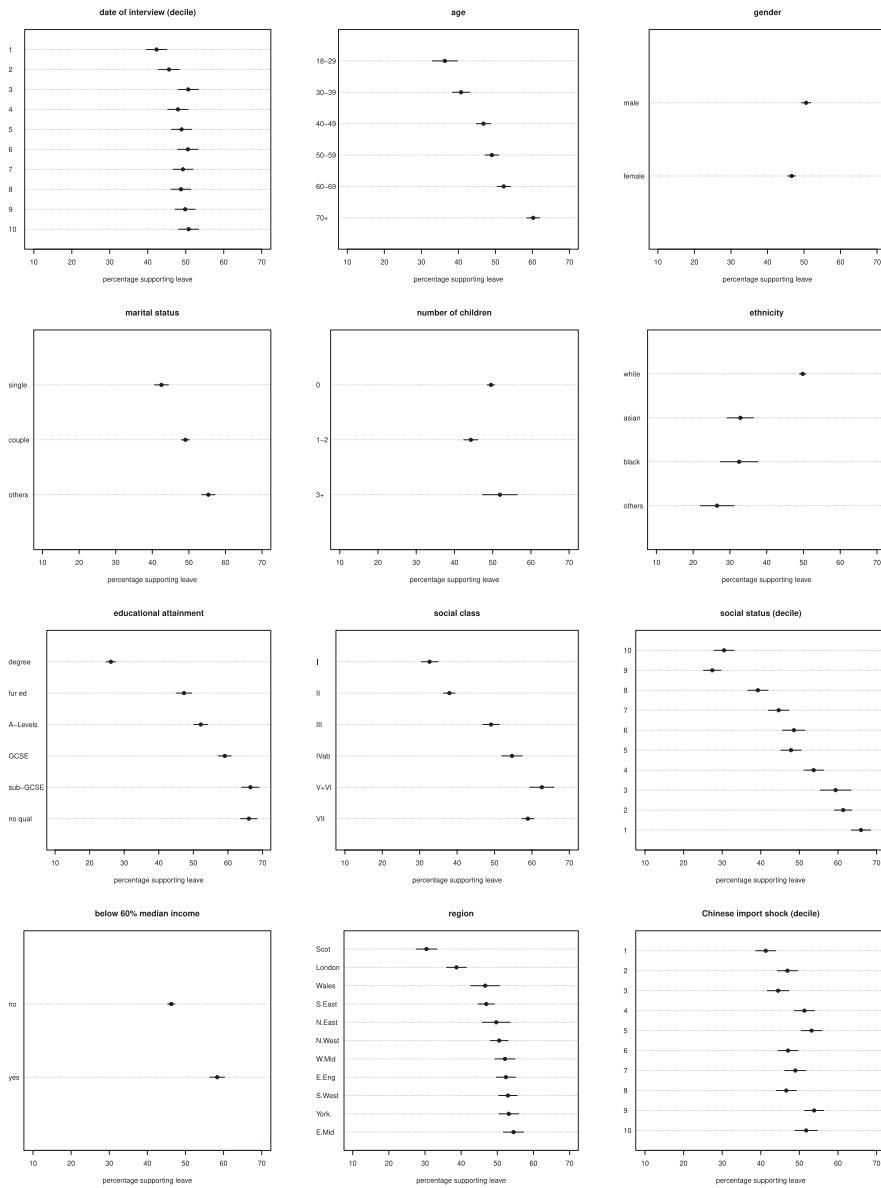 date of interview (decile)
1
2
3
4
5
6
7
8
9
10
10 20 30 40 50 60 70
percentage supporting leave
age
18−29
30−39
40−49
50−59
60−69
70+
10 20 30 40 50 60 70
percentage supporting leave
gender
male
female
10 20 30 40 50 60 70
percentage supporting leave
marital status
single
couple
others
10 20 30 40 50 60 70
percentage supporting leave
number of children
0
1−2
3+
10 20 30 40 50 60 70
percentage supporting leave
ethnicity
white
asian
black
others
10 20 30 40 50 60 70
percentage supporting leave
educational attainment
degree
fur ed
A−Levels
GCSE
sub−GCSE
no qual
10 20 30 40 50 60 70
percentage supporting leave
social class
I
II
III
IVab
V+VI
VII
10 20 30 40 50 60 70
percentage supporting leave
social status (decile)
10
9
8
7
6
5
4
3
2
1
10 20 30 40 50 60 70
percentage supporting leave
below 60% median income
no
yes
10 20 30 40 50 60 70
percentage supporting leave
region
Scot
London
Wales
S.East
N.East
N.West
W.Mid
E.Eng
S.West
York.
E.Mid
10 20 30 40 50 60 70
percentage supporting leave
Chinese import shock (decile)
1
2
3
4
5
6
7
8
9
10
10 20 30 40 50 60 70
percentage supporting leave